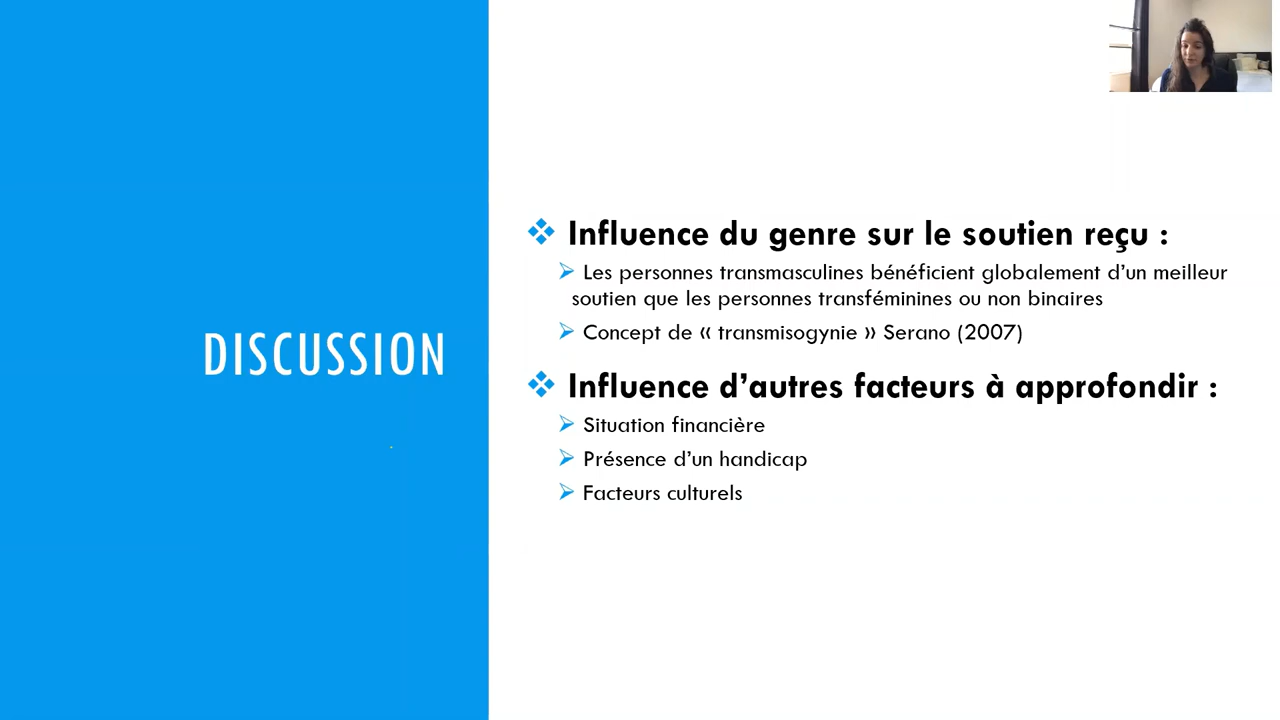 DISCUSSION
Influence du genre sur le soutien reçu :
Les personnes transmasculines bénéficient globalement d’un meilleur
soutien que les personnes transféminines ou non binaires
Concept de « transmisogynie » Serano (2007)
Influence d’autres facteurs à approfondir :
Situation financière
Présence d’un handicap
Facteurs culturels